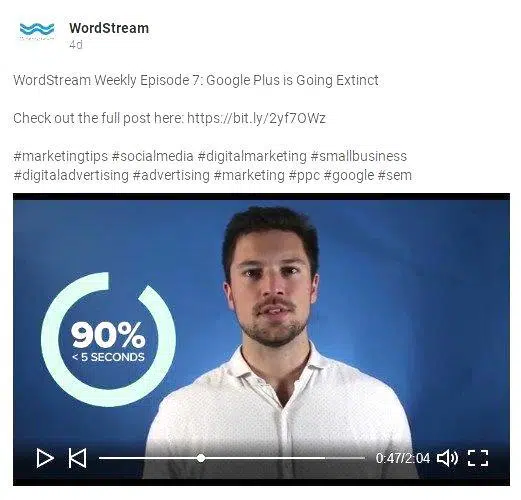 WordStream
4d
WordStream Weekly Episode 7: Google Plus is Going Extinct
Check out the full post here: https://bit.ly/2yf7OWz
#marketingtips #socialmedia #digitalmarketing #smallbusiness
#digitaladvertising #advertising #marketing #ppc #google #sem
90%
< 5 SECONDS
0:47/2:04